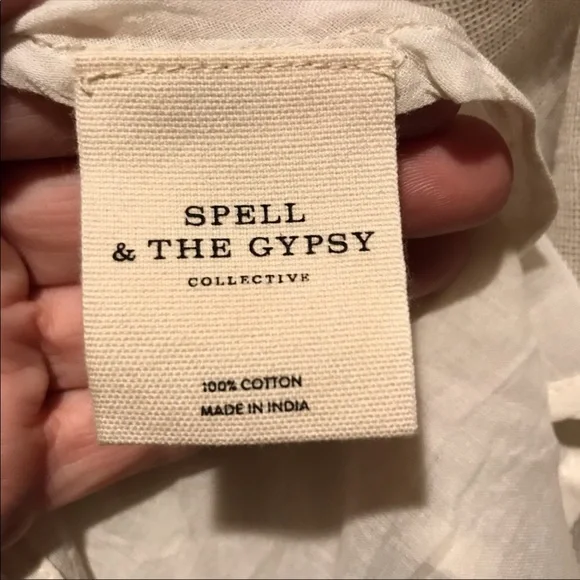 SPELL
& THE GYPSY
COLLECTIVE
100% COTTON
MADE IN INDIA